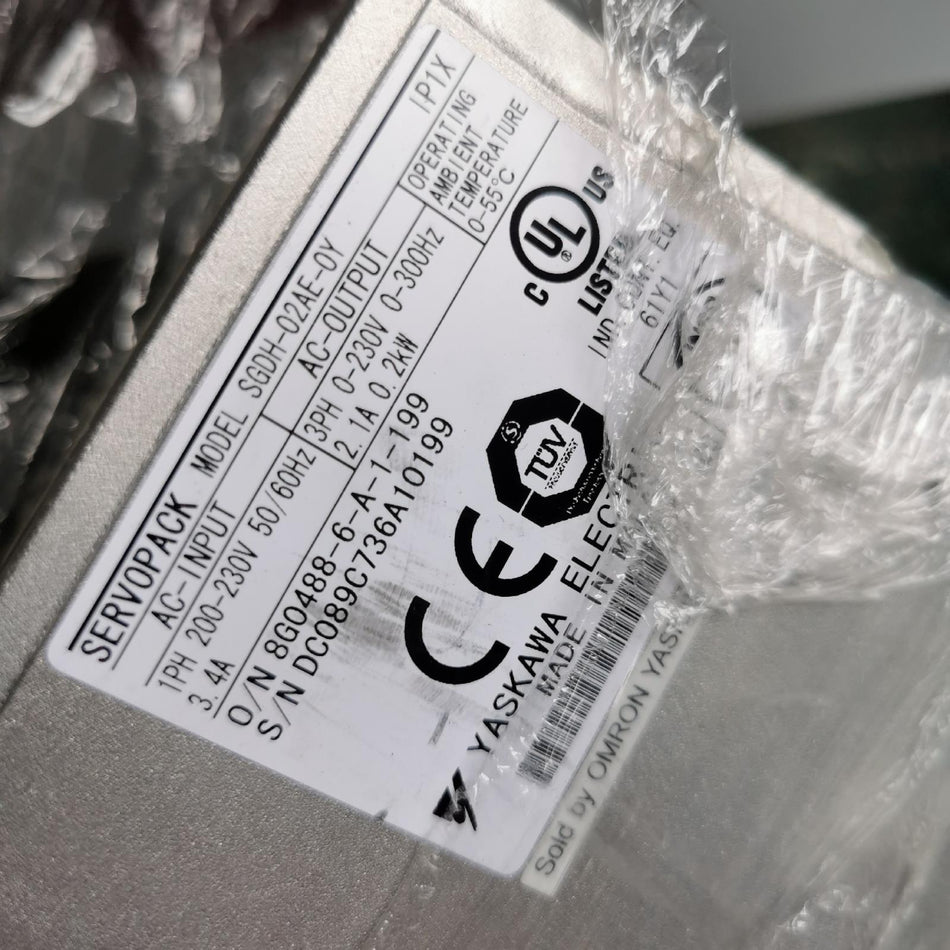 SERVOPACK MODEL SGDH-02AE-OY IP1X
AC-INPUT
1PH 200-230V 50/60Hz
3.4A
AC-OUTPUT
3PH 0-230V 0-300Hz
2.1A 0.2kW
OPERATING
AMBIENT
TEMPERATURE
0-55°C
O/N 8G0488-6-A-1-199
S/N DC089C736A10199
C UL® US
IND. CONT. EQ.
61Y1
CE
TÜV
YASKAWA
MADE IN
Sold by OMRON